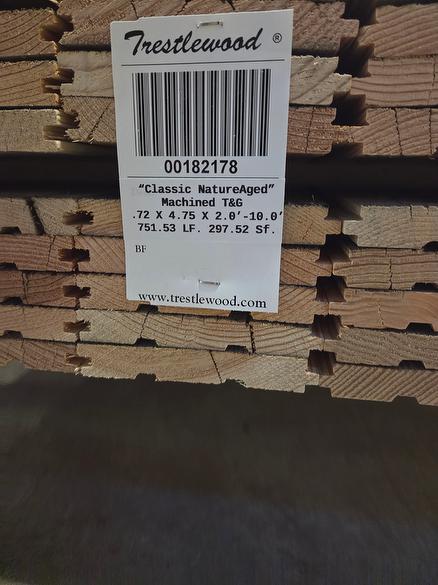 Trestlewood ®
00182178
"Classic NatureAged"
Machined T&G
.72 X 4.75 X 2.0'-10.0'
751.53 LF. 297.52 Sf.
BF
www.trestlewood.com